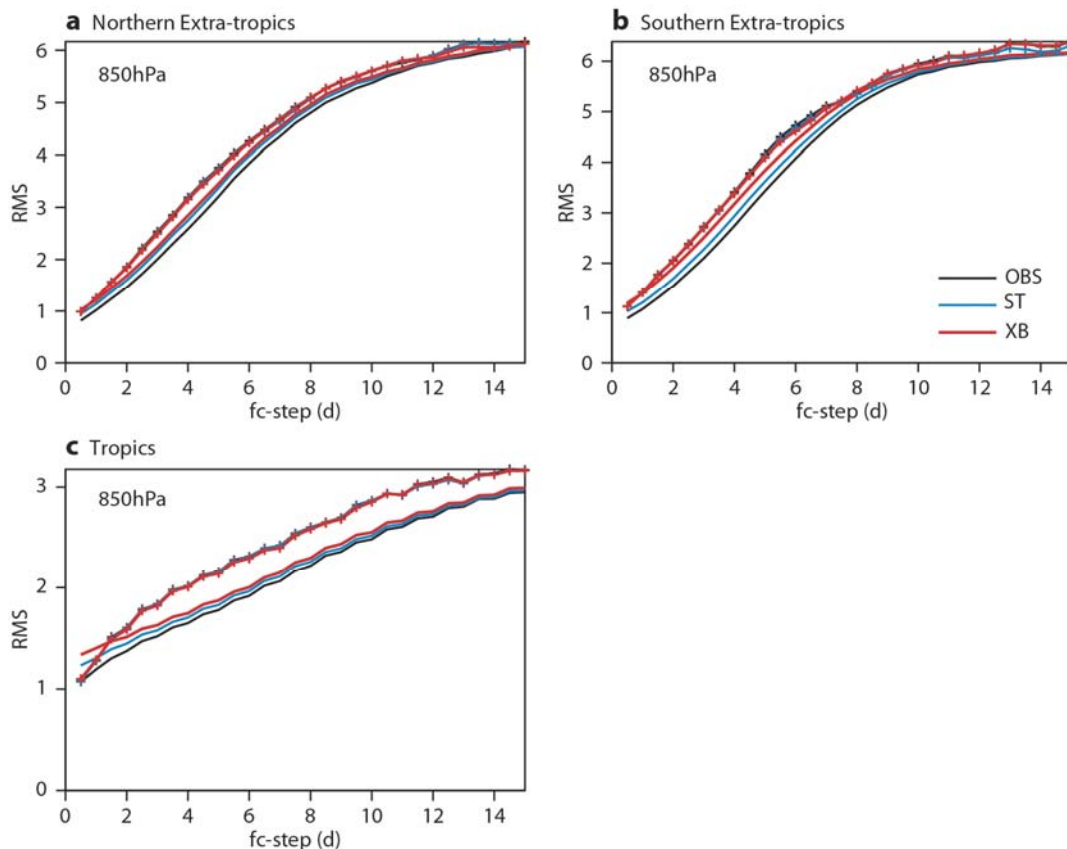 a Northern Extra-tropics
850hPa
RMS
6
5
4
3
2
1
0
0 2 4 6 8 10 12 14
fc-step (d)
b Southern Extra-tropics
850hPa
RMS
6
5
4
3
2
1
0
OBS
ST
XB
0 2 4 6 8 10 12 14
fc-step (d)
c Tropics
850hPa
RMS
3
2
1
0
0 2 4 6 8 10 12 14
fc-step (d)